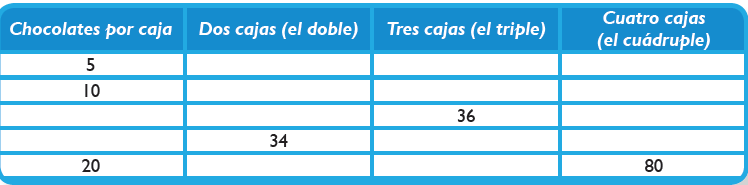 Chocolates por caja Dos cajas (el doble) Tres cajas (el triple) Cuatro cajas
(el cuádruple)
5
10
36
34
20 80